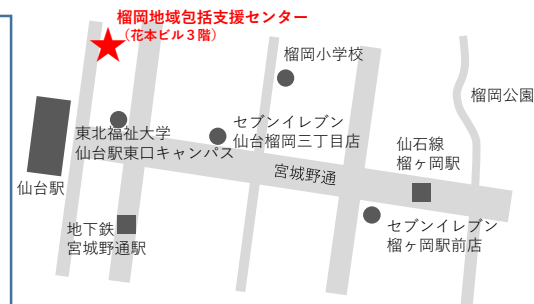 榴岡地域包括支援センター
（花本ビル３階）
榴岡小学校
榴岡公園
セブンイレブン
仙台榴岡三丁目店
東北福祉大学
仙台駅東口キャンパス
仙石線
榴ヶ岡駅
宮城野通
仙台駅
地下鉄
宮城野通駅
セブンイレブン
榴ヶ岡駅前店